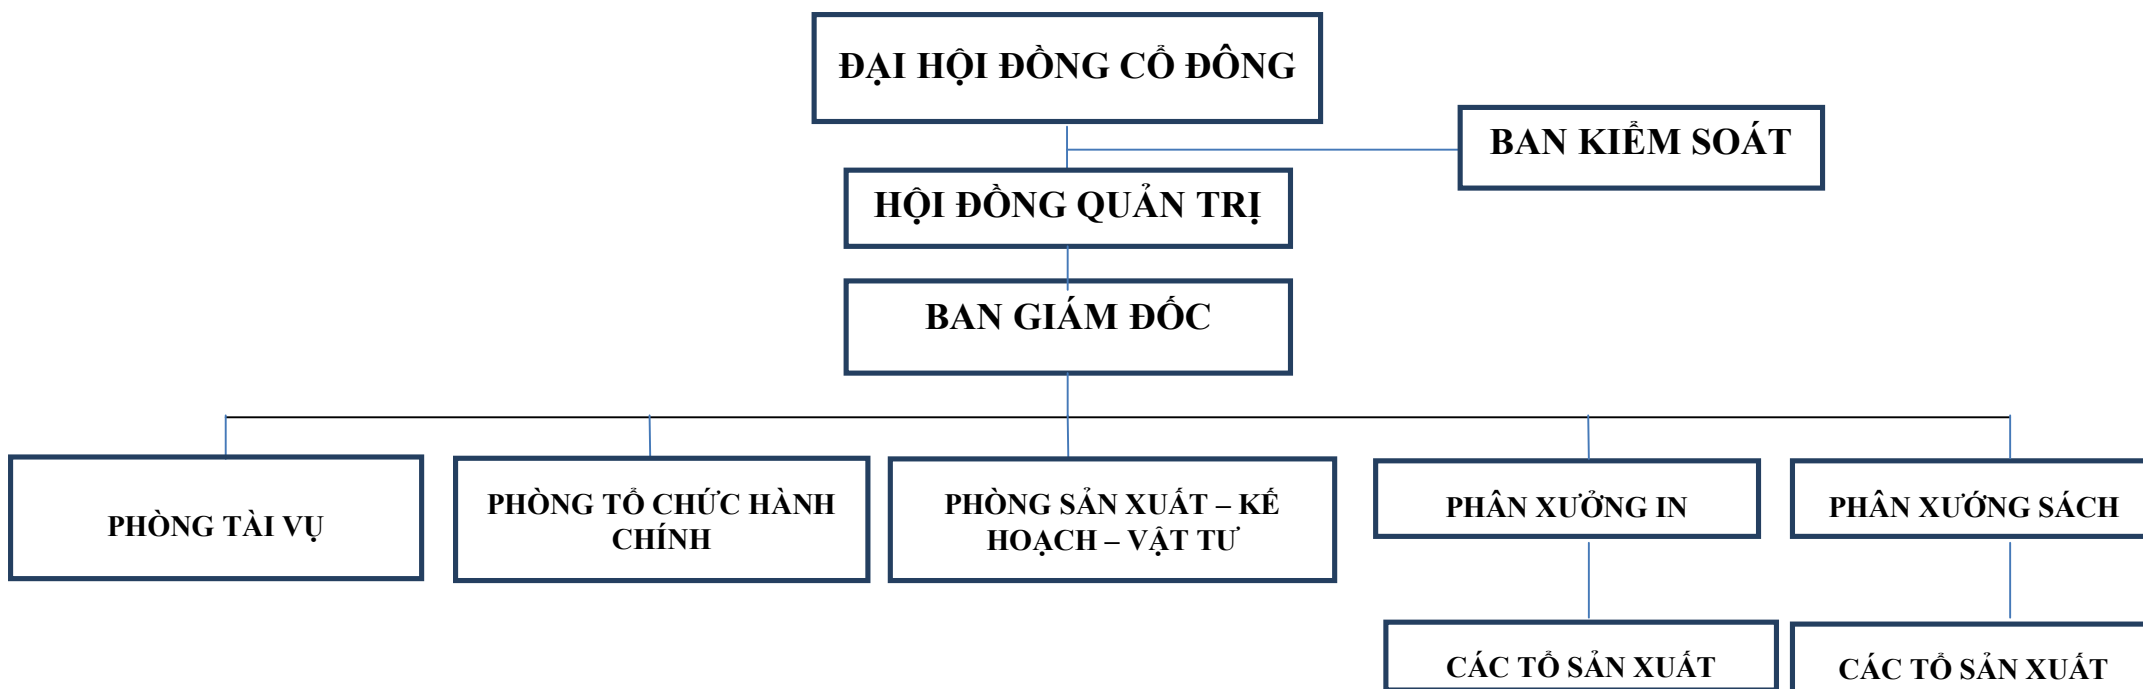 ĐẠI HỘI ĐỒNG CỔ ĐÔNG
BAN KIỂM SOÁT
HỘI ĐỒNG QUẢN TRỊ
BAN GIÁM ĐỐC
PHÒNG TÀI VỤ
PHÒNG TỔ CHỨC HÀNH
CHÍNH
PHÒNG SẢN XUẤT – KẾ
HOẠCH – VẬT TƯ
PHÂN XƯỞNG IN
PHÂN XƯỚNG SÁCH
CÁC TỔ SẢN XUẤT
CÁC TỔ SẢN XUẤT